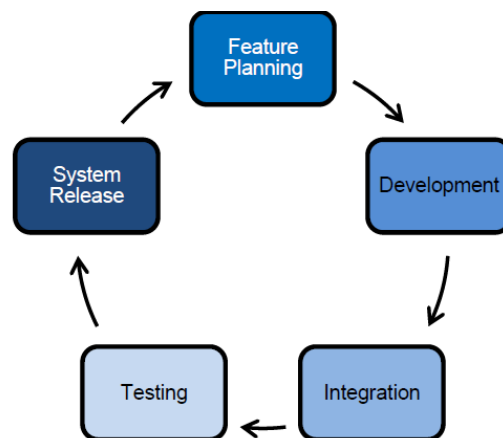 Feature
Planning
Development
Integration
Testing
System
Release